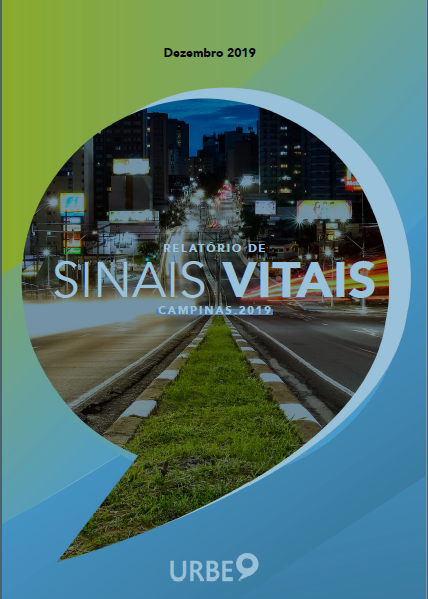 Dezembro 2019
RELATÓRIO DE
SINAIS VITAIS
CAMPINAS 2019
URBE9